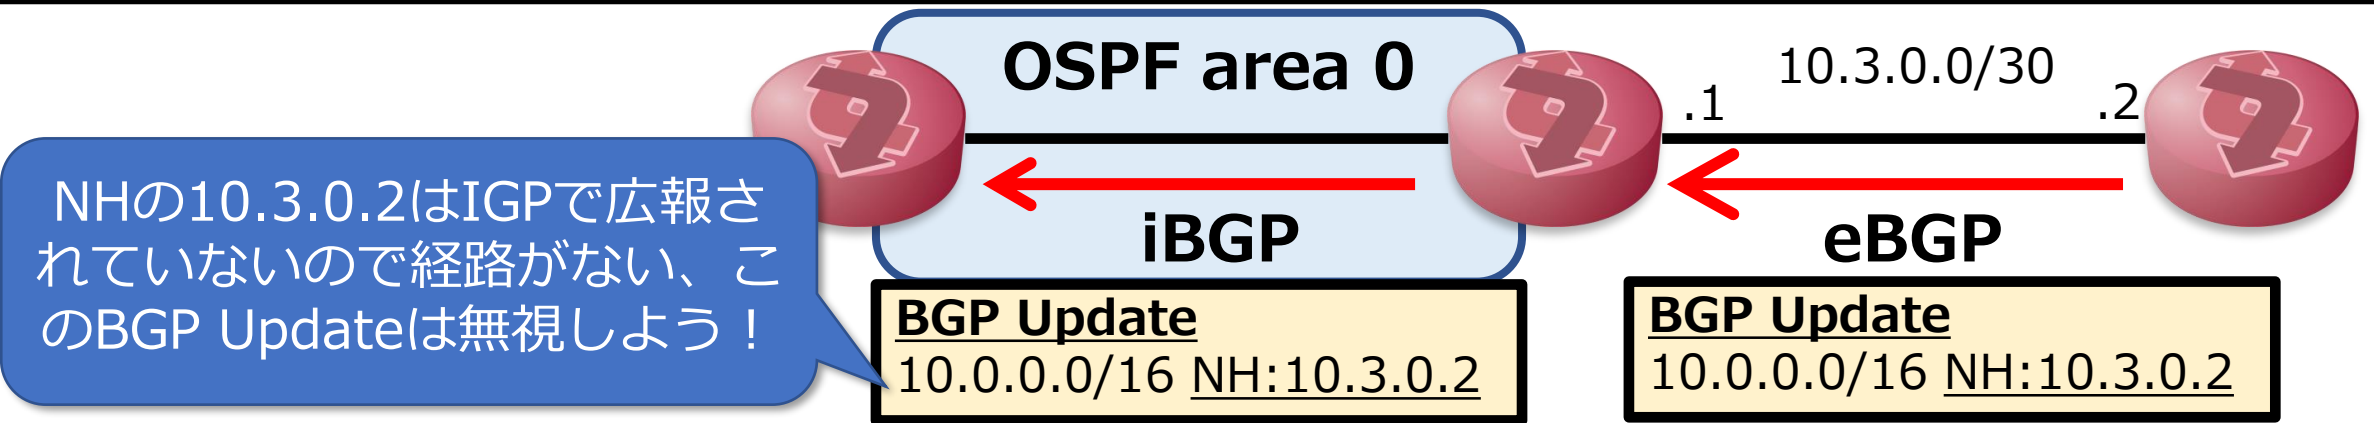 OSPF area 0
10.3.0.0/30
.1
.2
NHの10.3.0.2はIGPで広報さ
れていないので経路がない、こ
のBGP Updateは無視しよう！
iBGP
eBGP
BGP Update
10.0.0.0/16 NH:10.3.0.2
BGP Update
10.0.0.0/16 NH:10.3.0.2